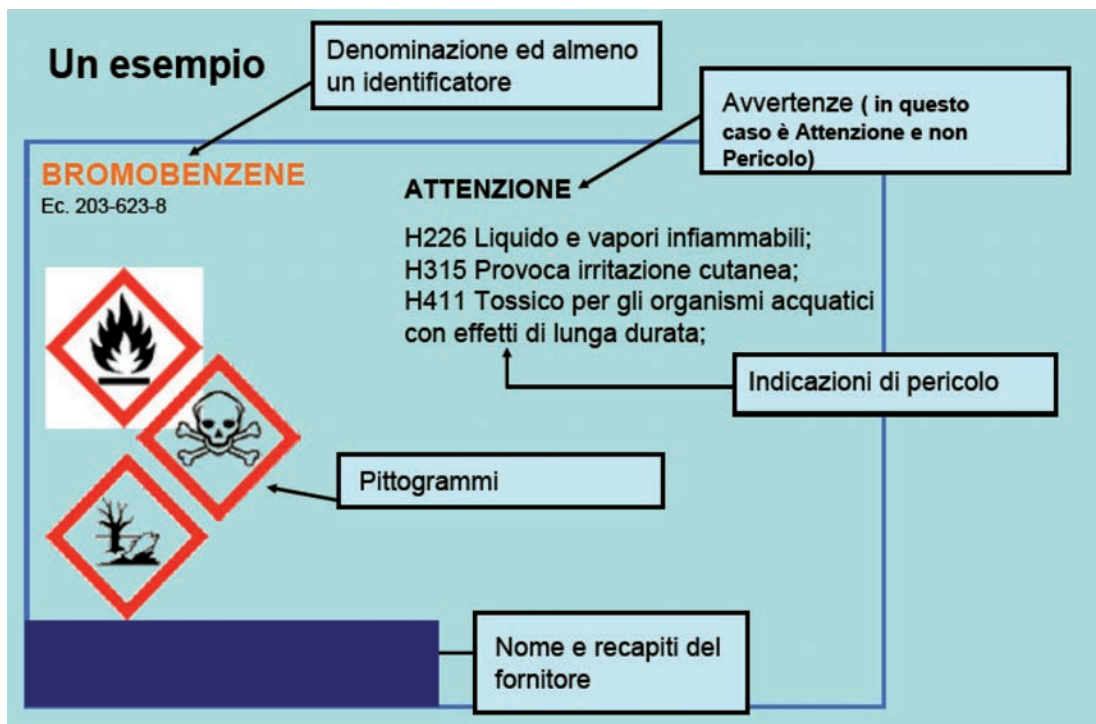 Un esempio
Denominazione ed almeno
un identificatore
Avvertenze ( in questo
caso è Attenzione e non
Pericolo)
BROMOBENZENE
Ec. 203-623-8
ATTENZIONE
H226 Liquido e vapori infiammabili;
H315 Provoca irritazione cutanea;
H411 Tossico per gli organismi acquatici
con effetti di lunga durata;
Indicazioni di pericolo
Pittogrammi
Nome e recapiti del
fornitore